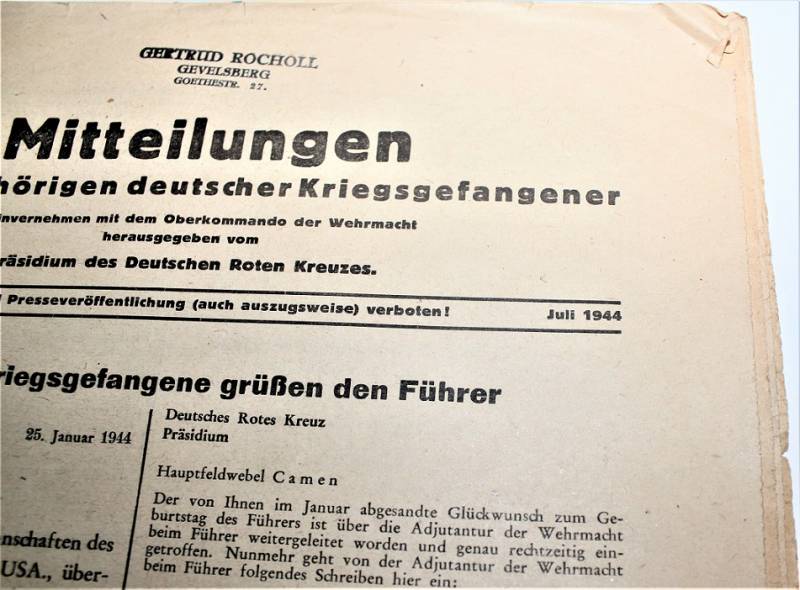 GERTRUD ROCHOLL
GEVELSBERG
GOETHESTR. 27.
Mitteilungen
hörigen deutscher Kriegsgefangener
invernehmen mit dem Oberkommando der Wehrmacht
herausgegeben vom
räsidium des Deutschen Roten Kreuzes.
Presseveröffentlichung (auch auszugsweise) verboten! Juli 1944
riegsgefangene grüßen den Führer
25. Januar 1944
nschaften des
USA., über-
Deutsches Rotes Kreuz
Präsidium
Hauptfeldwebel Camen
Der von Ihnen im Januar abgesandte Glückwunsch zum Ge-
burtstag des Führers ist über die Adjutantur der Wehrmacht
beim Führer weitergeleitet worden und genau rechtzeitig ein-
getroffen. Nunmehr geht von der Adjutantur der Wehrmacht
beim Führer folgendes Schreiben hier ein: